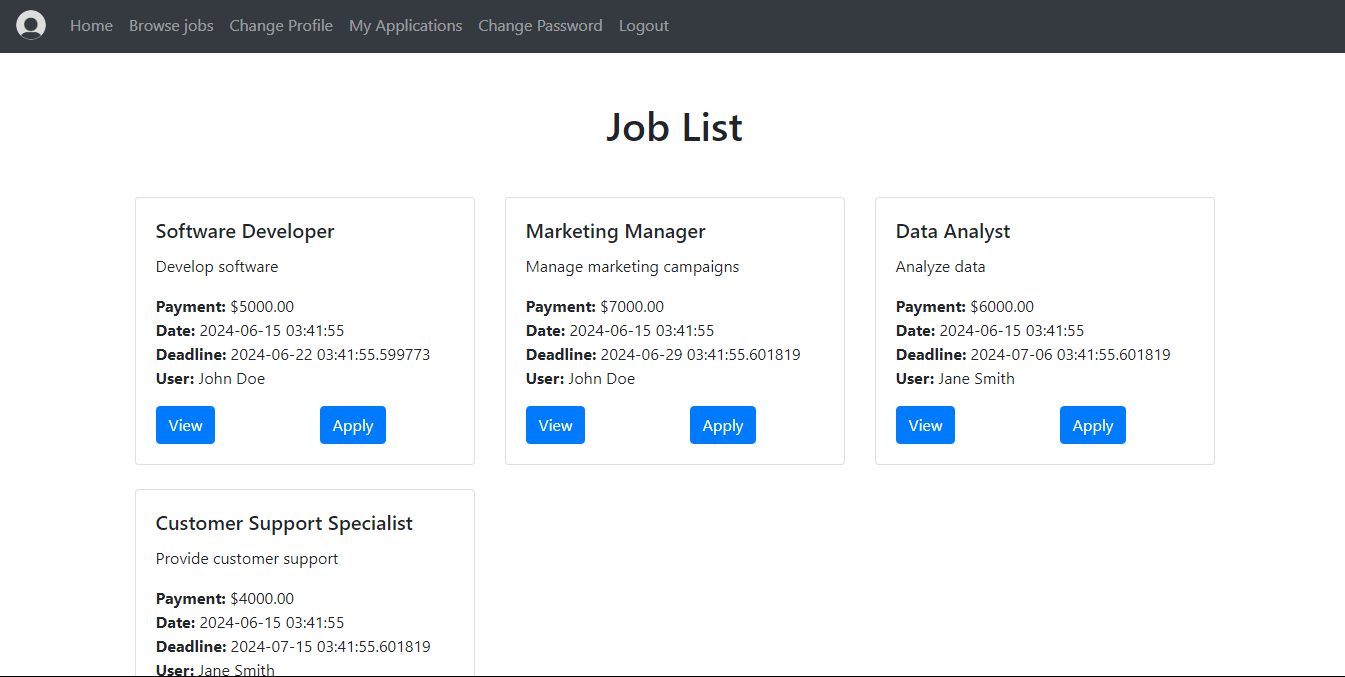 Home Browse jobs Change Profile My Applications Change Password Logout
Job List
Software Developer
Develop software
Payment: $5000.00
Date: 2024-06-15 03:41:55
Deadline: 2024-06-22 03:41:55.599773
User: John Doe
View Apply
Marketing Manager
Manage marketing campaigns
Payment: $7000.00
Date: 2024-06-15 03:41:55
Deadline: 2024-06-29 03:41:55.601819
User: John Doe
View Apply
Data Analyst
Analyze data
Payment: $6000.00
Date: 2024-06-15 03:41:55
Deadline: 2024-07-06 03:41:55.601819
User: Jane Smith
View Apply
Customer Support Specialist
Provide customer support
Payment: $4000.00
Date: 2024-06-15 03:41:55
Deadline: 2024-07-15 03:41:55.601819
User: Jane Smith